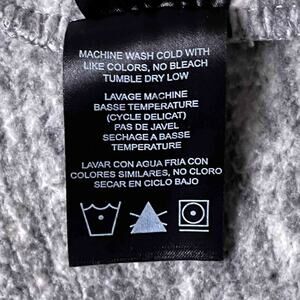 MACHINE WASH COLD WITH
LIKE COLORS, NO BLEACH
TUMBLE DRY LOW
LAVAGE MACHINE
BASSE TEMPERATURE
(CYCLE DELICAT)
PAS DE JAVEL
SECHAGE A BASSE
TEMPERATURE
LAVAR CON AGUA FRIA CON
COLORES SIMILARES, NO CLORO
SECAR EN CICLO BAJO